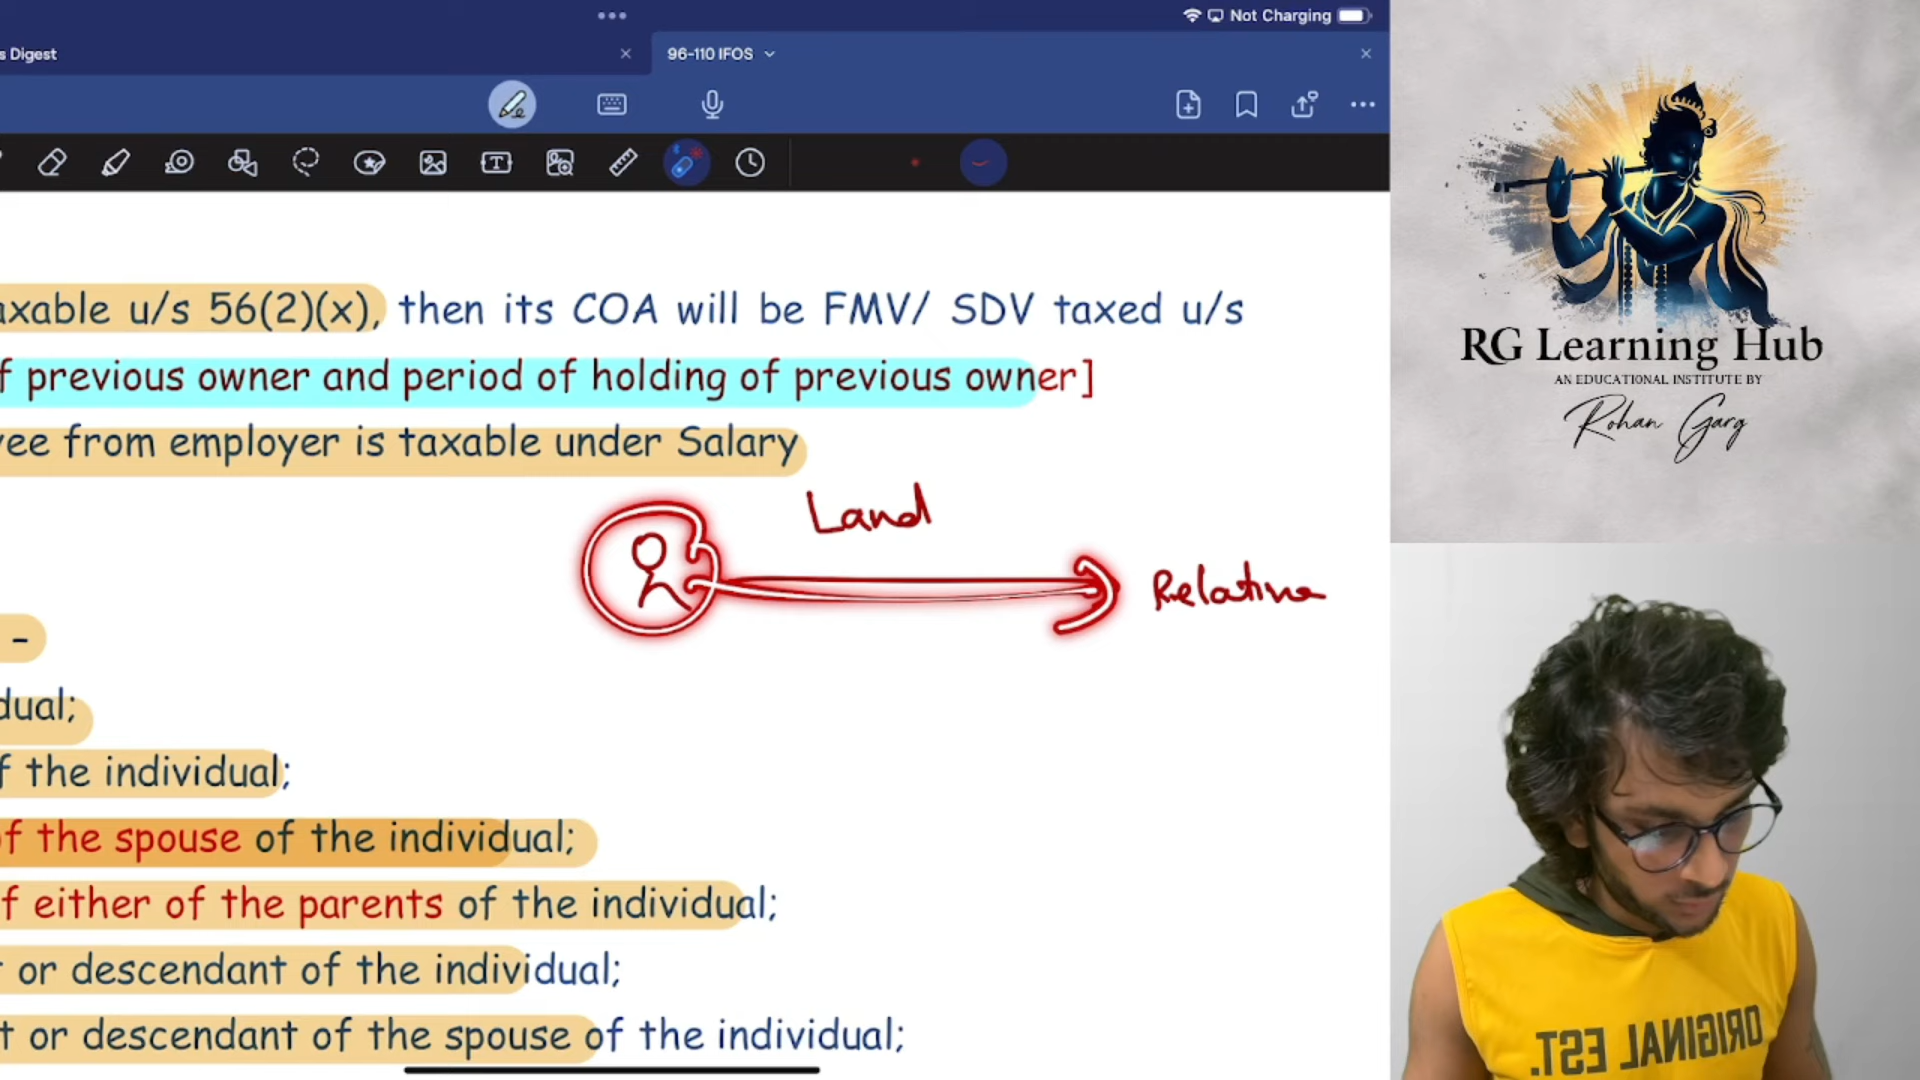 Not Charging
s Digest
96-110 IFOS
axable u/s 56(2)(x), then its COA will be FMV/ SDV taxed u/s
f previous owner and period of holding of previous owner]
yee from employer is taxable under Salary
Land
Relative
-
dual;
f the individual;
of the spouse of the individual;
f either of the parents of the individual;
t or descendant of the individual;
t or descendant of the spouse of the individual;
RG Learning Hub
AN EDUCATIONAL INSTITUTE BY
Rohan Garg
ORIGINAL EST.